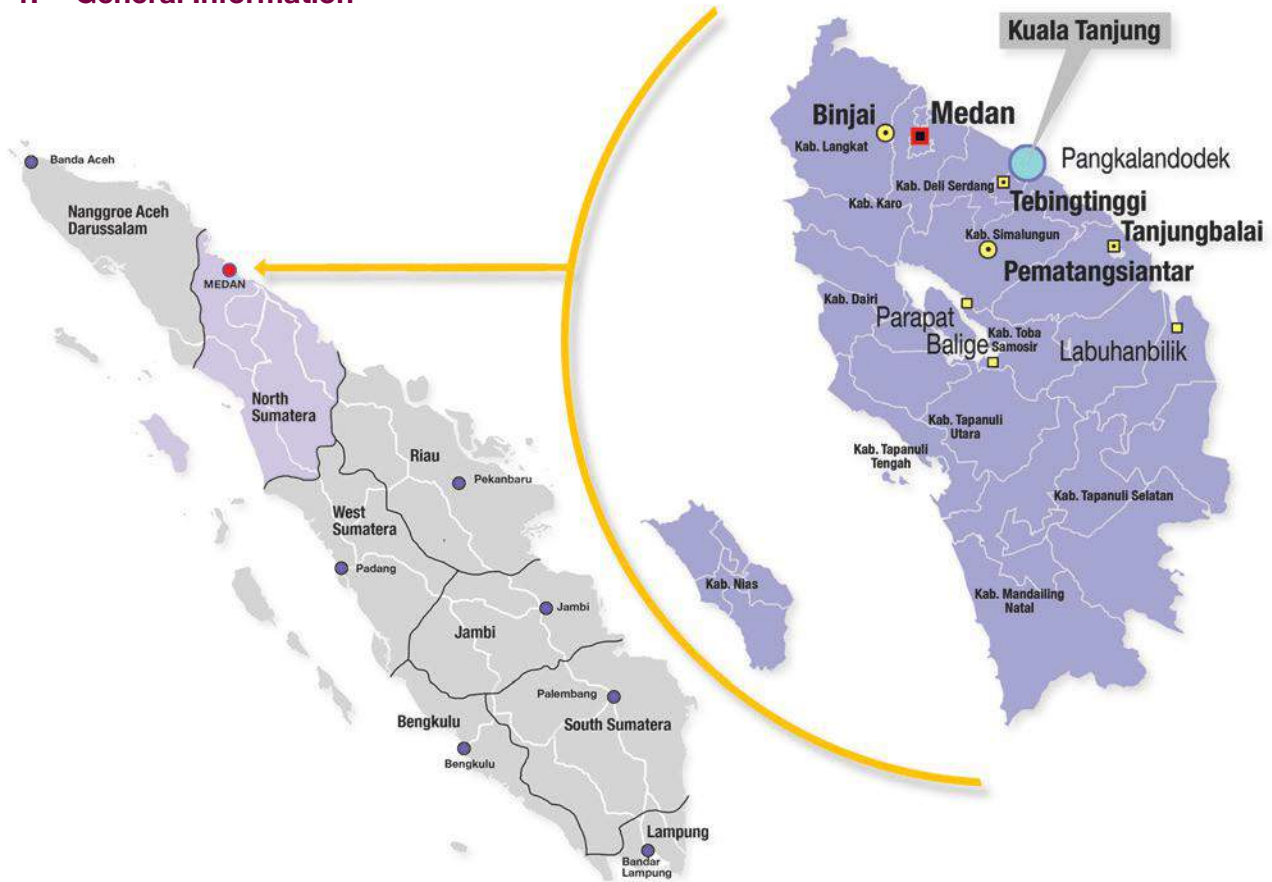 General Information
Kuala Tanjung
Binjai
Medan
Kab. Langkat
Pangkalandodek
Kab. Deli Serdang
Kab. Karo
Tebingtinggi
Kab. Simalungun
Tanjungbalai
Pematangsiantar
Kab. Dairi
Parapat
Kab. Toba
Samosir
Balige
Labuhanbilik
Kab. Tapanuli
Utara
Kab. Tapanuli
Tengah
Kab. Tapanuli Selatan
Kab. Nias
Kab. Mandailing
Natal
Banda Aceh
Nanggroe Aceh
Darussalam
MEDAN
North
Sumatera
Riau
Pekanbaru
West
Sumatera
Padang
Jambi
Jambi
Palembang
South Sumatera
Bengkulu
Bengkulu
Lampung
Bandar
Lampung